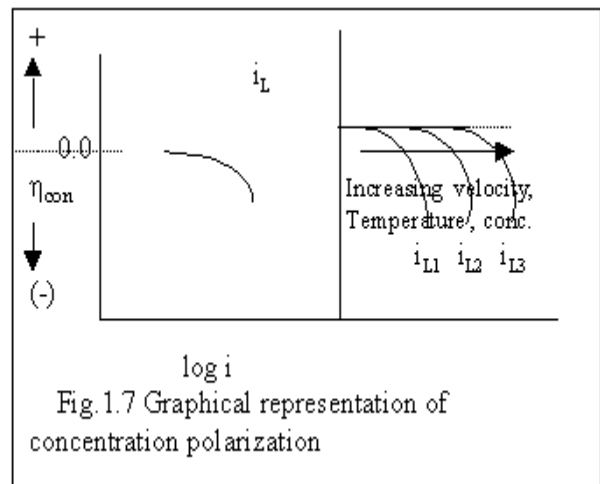 +
i_L
0.0
η_con
(-)
Increasing velocity,
Temperature, conc.
i_L1 i_L2 i_L3
log i
Fig.1.7 Graphical representation of
concentration polarization